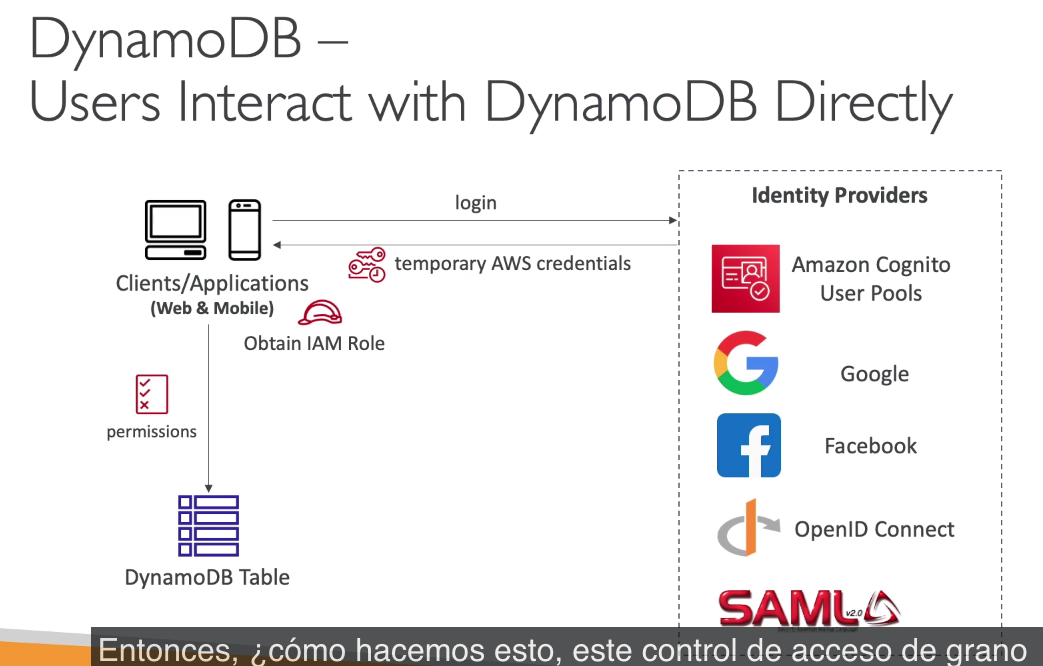 DynamoDB –
Users Interact with DynamoDB Directly
login
temporary AWS credentials
Clients/Applications
(Web & Mobile)
Obtain IAM Role
permissions
DynamoDB Table
Identity Providers
Amazon Cognito
User Pools
Google
Facebook
OpenID Connect
SAML v2.0
Entonces, ¿cómo hacemos esto, este control de acceso de grano